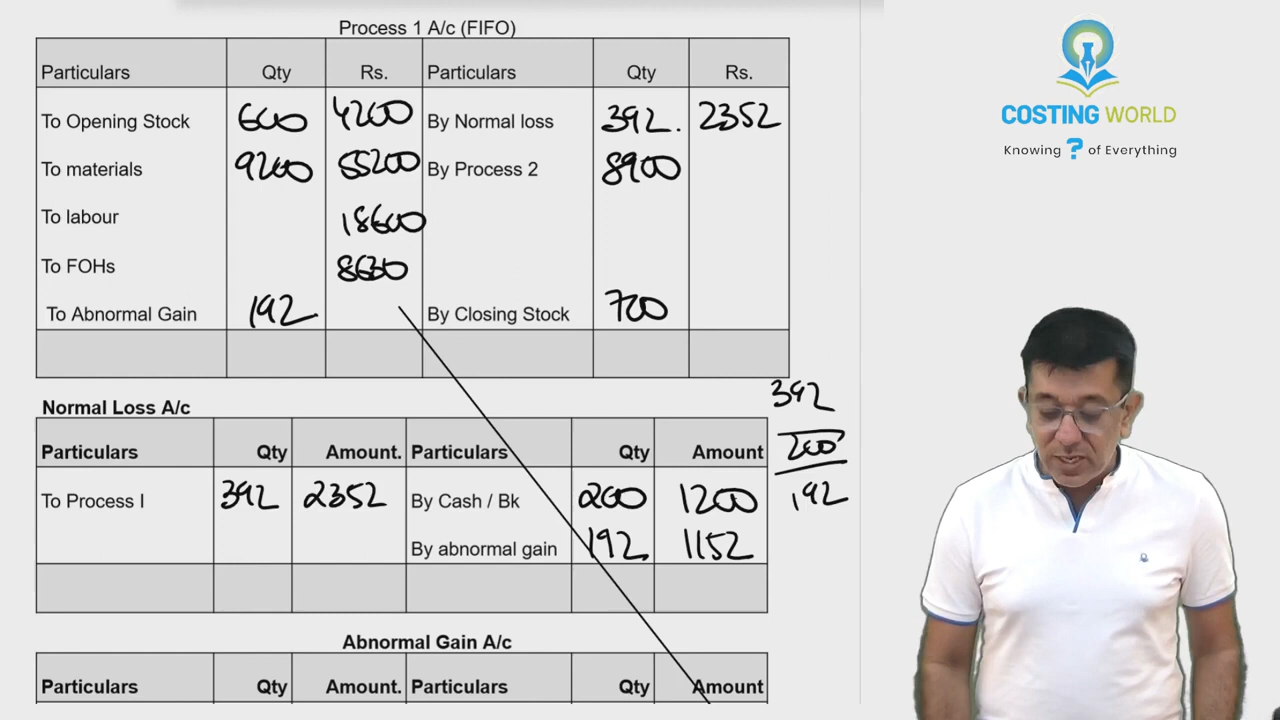 Process 1 A/c (FIFO)
Particulars Qty Rs. Particulars Qty Rs.
To Opening Stock 600 4200 By Normal loss 392. 2352
To materials 9200 55200 By Process 2 8900
To labour 18600
To FOHs 8630
To Abnormal Gain 192 By Closing Stock 700
392
200
192
Normal Loss A/c
Particulars Qty Amount. Particulars Qty Amount
To Process I 392 2352 By Cash / Bk 200 1200
By abnormal gain 192 1152
Abnormal Gain A/c
Particulars Qty Amount. Particulars Qty Amount
COSTING WORLD
Knowing ? of Everything